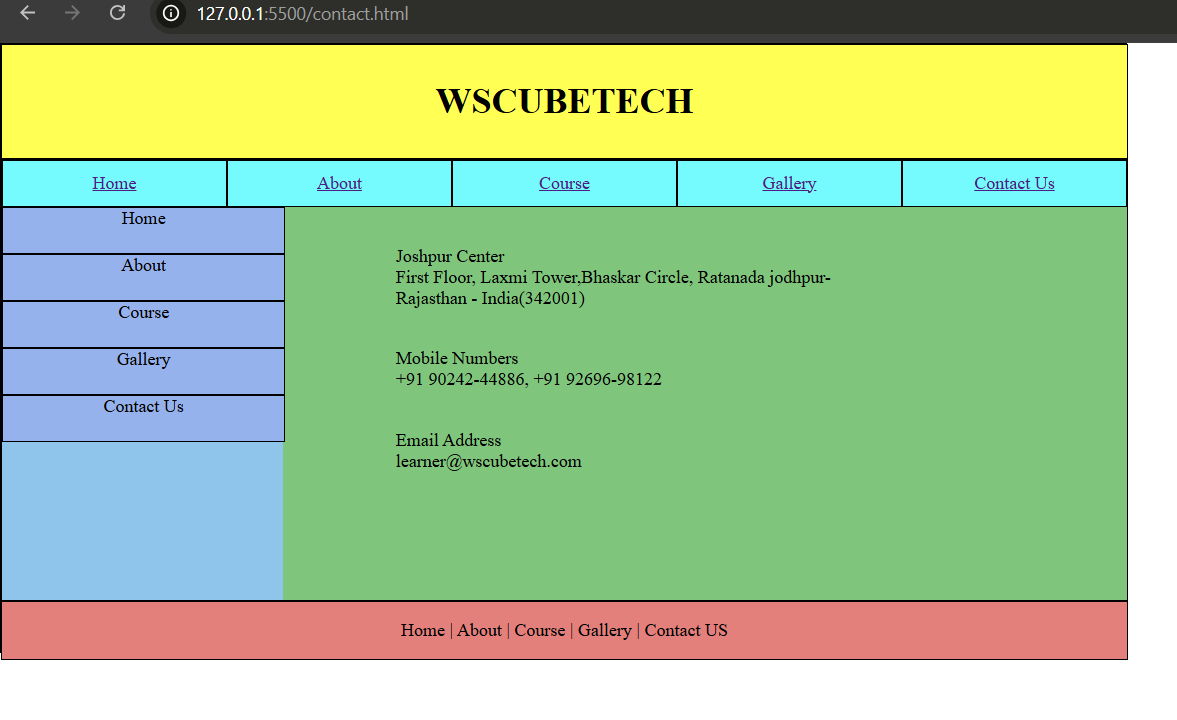 127.0.0.1:5500/contact.html
WSCUBETECH
Home About Course Gallery Contact Us
Home
About
Course
Gallery
Contact Us
Joshpur Center
First Floor, Laxmi Tower,Bhaskar Circle, Ratanada jodhpur-
Rajasthan - India(342001)
Mobile Numbers
+91 90242-44886, +91 92696-98122
Email Address
learner@wscubetech.com
Home | About | Course | Gallery | Contact US